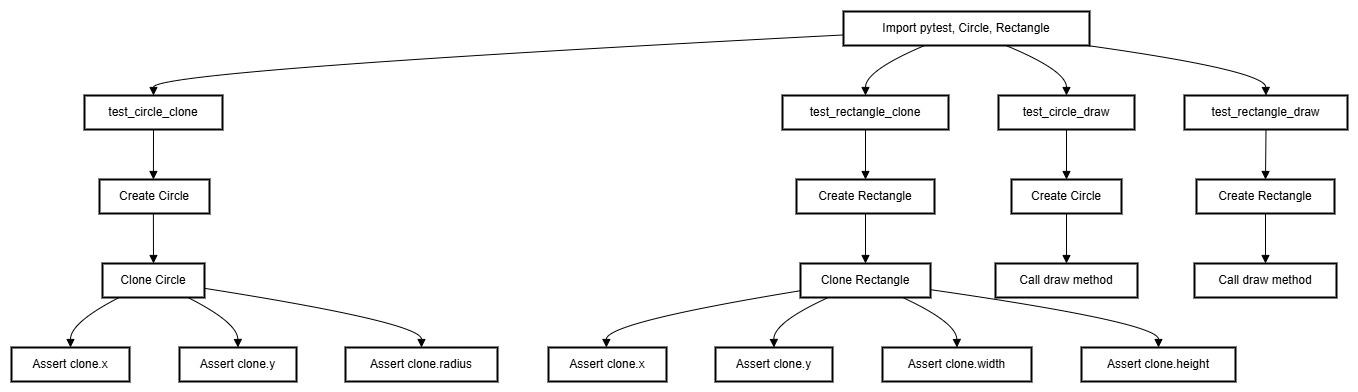 Import pytest, Circle, Rectangle
test_circle_clone
test_rectangle_clone
test_circle_draw
test_rectangle_draw
Create Circle
Create Rectangle
Create Circle
Create Rectangle
Clone Circle
Clone Rectangle
Call draw method
Call draw method
Assert clone.x
Assert clone.y
Assert clone.radius
Assert clone.x
Assert clone.y
Assert clone.width
Assert clone.height